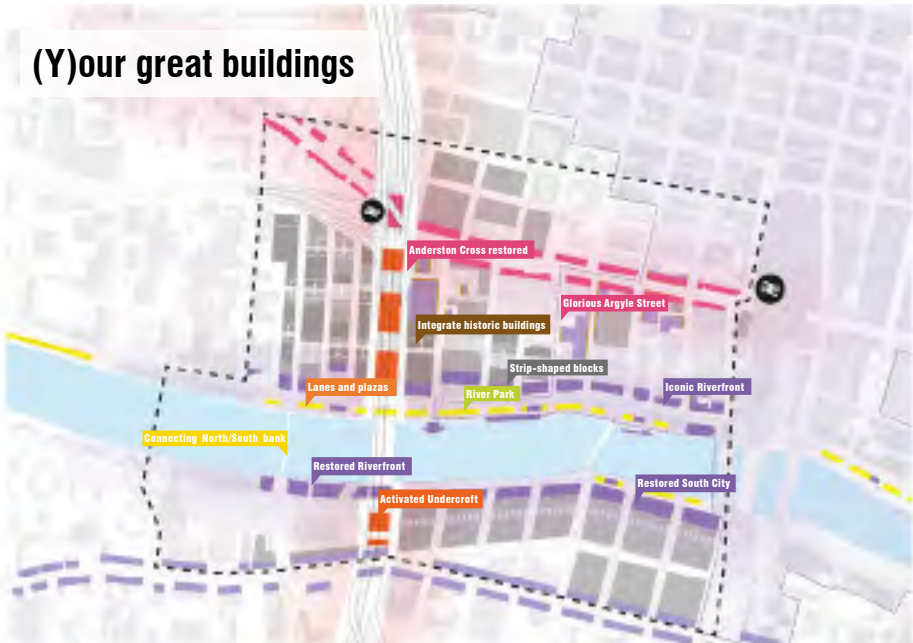 (Y)our great buildings
Anderston Cross restored
Glorious Argyle Street
Integrate historic buildings
Strip-shaped blocks
Lanes and plazas
River Park
Iconic Riverfront
Connecting North/South bank
Restored Riverfront
Restored South City
Activated Undercroft